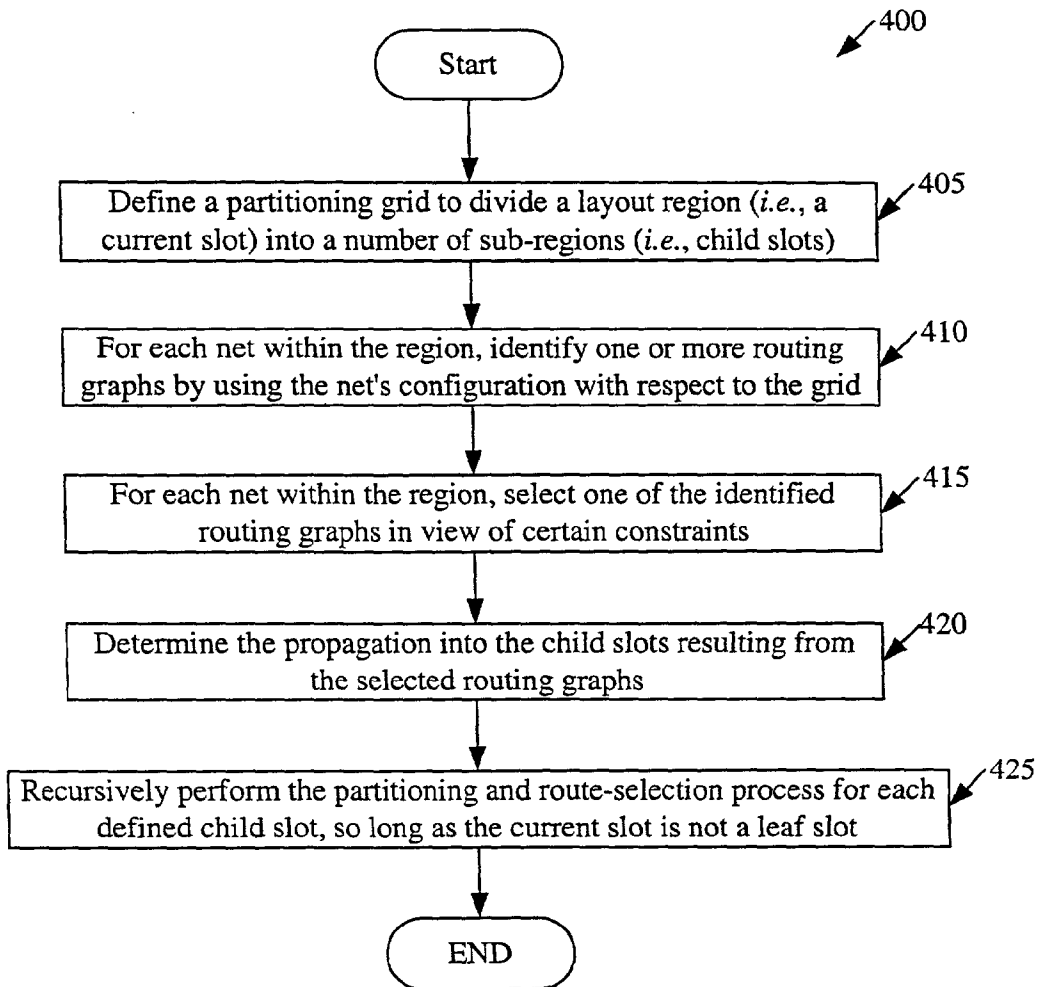 400
Start
Define a partitioning grid to divide a layout region (i.e., a
current slot) into a number of sub-regions (i.e., child slots)
405
For each net within the region, identify one or more routing
graphs by using the net's configuration with respect to the grid
410
For each net within the region, select one of the identified
routing graphs in view of certain constraints
415
Determine the propagation into the child slots resulting from
the selected routing graphs
420
Recursively perform the partitioning and route-selection process for each
defined child slot, so long as the current slot is not a leaf slot
425
END